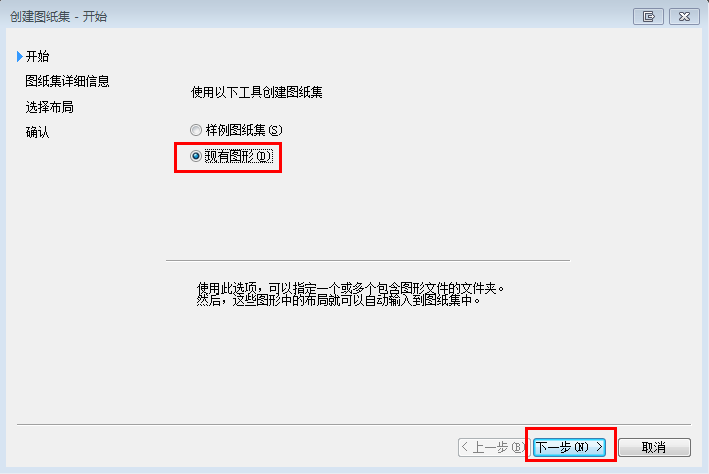 创建图纸集 - 开始
开始
图纸集详细信息
选择布局
确认
使用以下工具创建图纸集
样例图纸集(S)
现有图形(D)
使用此选项，可以指定一个或多个包含图形文件的文件夹。
然后，这些图形中的布局就可以自动输入到图纸集中。
< 上一步(B) 下一步(N) > 取消